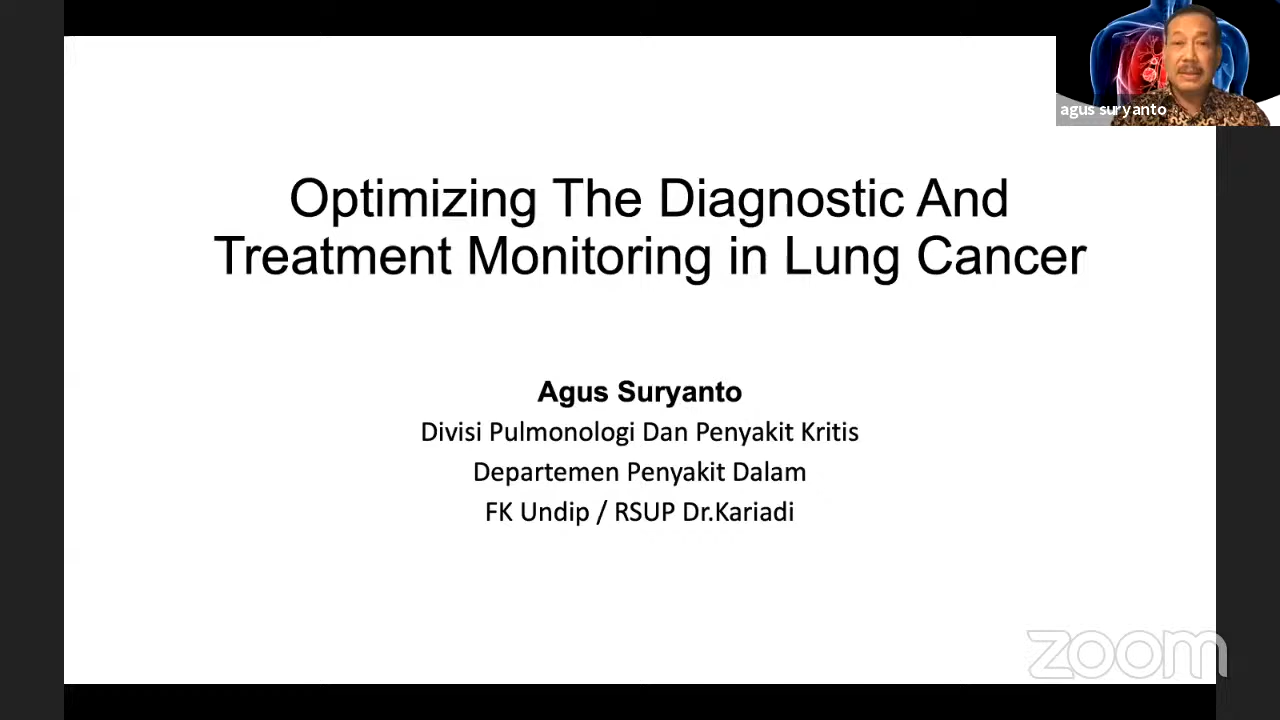 agus suryanto
Optimizing The Diagnostic And
Treatment Monitoring in Lung Cancer
Agus Suryanto
Divisi Pulmonologi Dan Penyakit Kritis
Departemen Penyakit Dalam
FK Undip / RSUP Dr.Kariadi
zoom